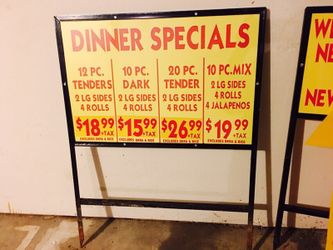 DINNER SPECIALS
12 PC.
TENDERS
2 LG SIDES
4 ROLLS
$18.99
+TAX
10 PC.
DARK
2 LG SIDES
4 ROLLS
$15.99
+TAX
20 PC.
TENDER
2 LG SIDES
4 ROLLS
$26.99
+TAX
10 PC.MIX
2 LG SIDES
4 ROLLS
4 JALAPENOS
$19.99
+TAX
NEW